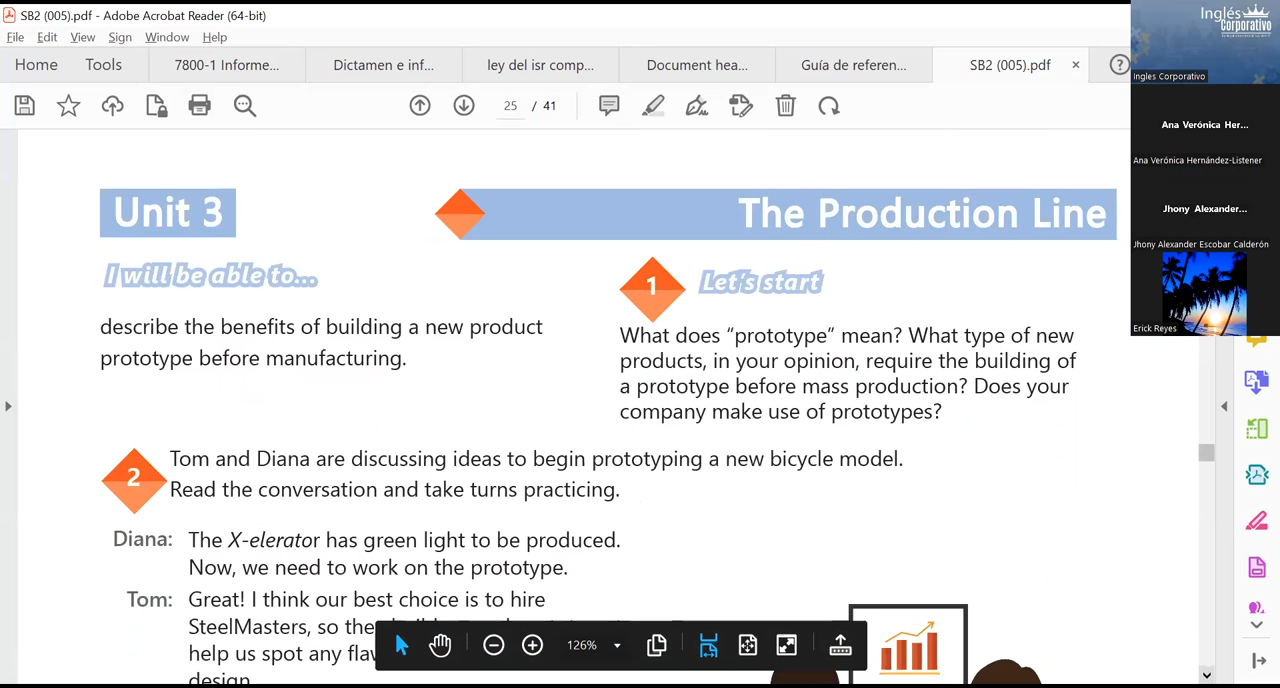 SB2 (005).pdf - Adobe Acrobat Reader (64-bit)
File Edit View Sign Window Help
Home Tools 7800-1 Informe... Dictamen e inf... ley del isr comp... Document hea... Guía de referen... SB2 (005).pdf ×
25 / 41
Unit 3
The Production Line
I will be able to...
describe the benefits of building a new product
prototype before manufacturing.
1 Let's start
What does “prototype” mean? What type of new
products, in your opinion, require the building of
a prototype before mass production? Does your
company make use of prototypes?
2 Tom and Diana are discussing ideas to begin prototyping a new bicycle model.
Read the conversation and take turns practicing.
Diana: The X-elerator has green light to be produced.
Now, we need to work on the prototype.
Tom: Great! I think our best choice is to hire
SteelMasters, so the
help us spot any flaw
design
126%
Inglés
Corporativo
Ingles Corporativo
Ana Verónica Her...
Ana Verónica Hernández-Listener
Jhony Alexander...
Jhony Alexander Escobar Calderón
Erick Reyes